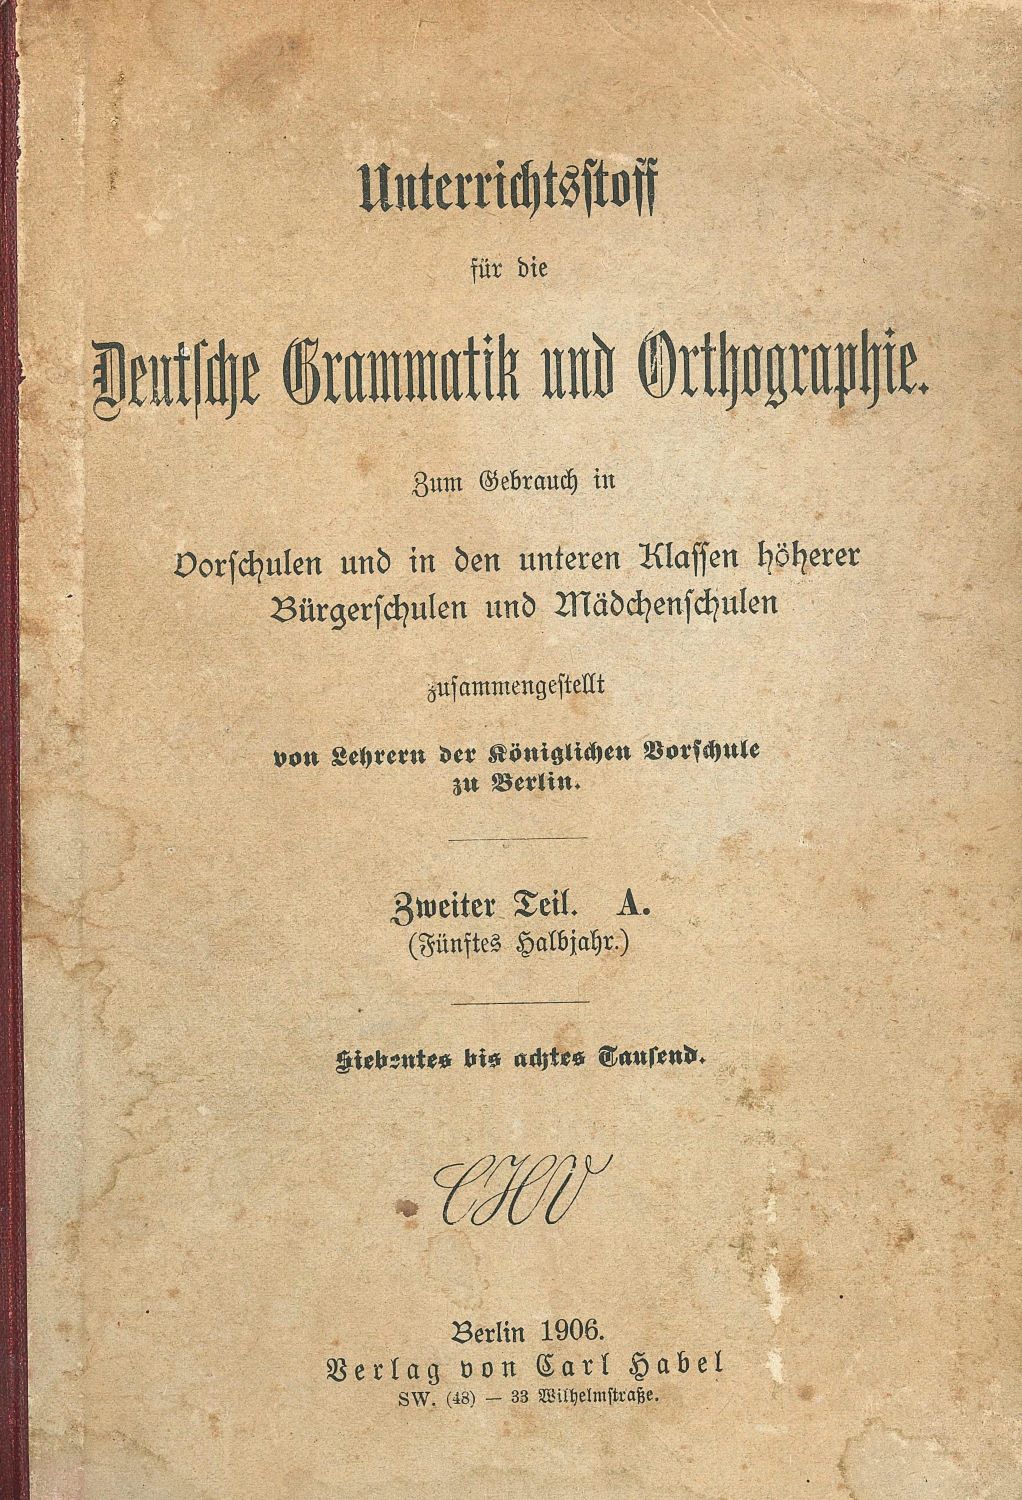 Unterrichtsstoff
für die
Deutsche Grammatik und Orthographie.
Zum Gebrauch in
Vorschulen und in den unteren Klassen höherer
Bürgerschulen und Mädchenschulen
zusammengestellt
von Lehrern der Königlichen Vorschule
zu Berlin.
Zweiter Teil. A.
(Fünftes Halbjahr.)
Siebentes bis achtes Tausend.
CHV
Berlin 1906.
Verlag von Carl Habel
SW. (48) — 33 Wilhelmstraße.